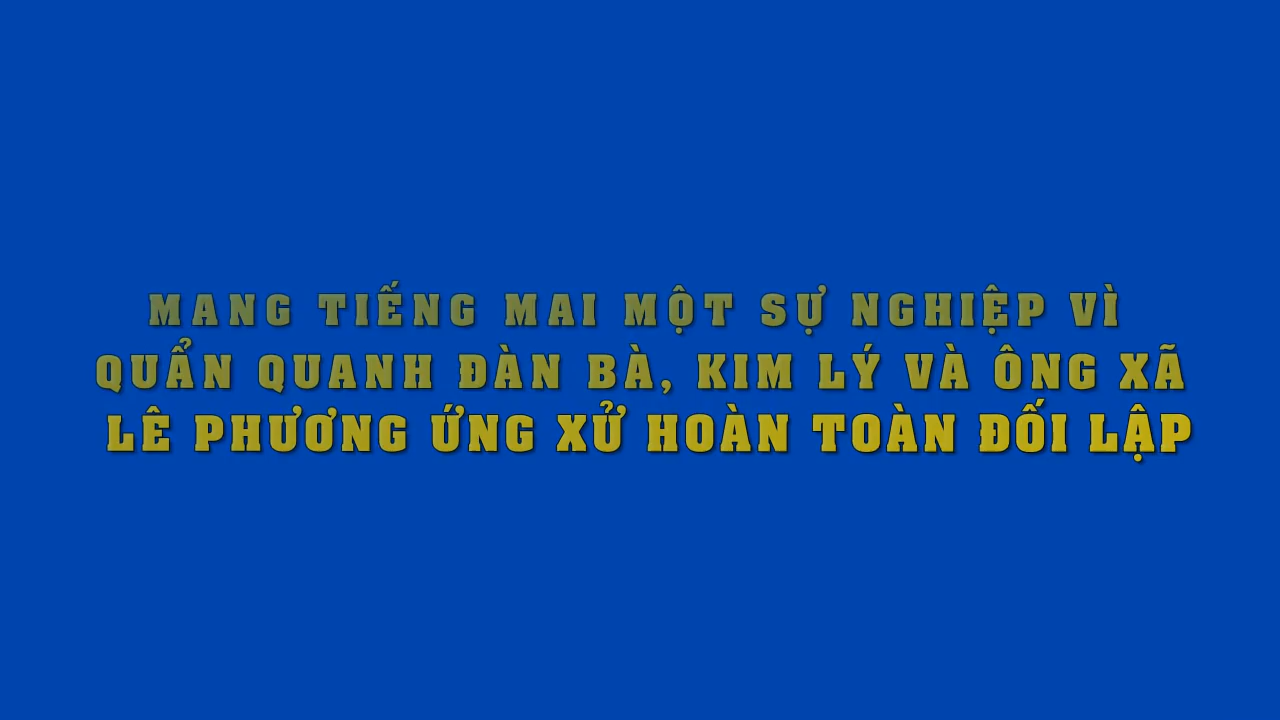 MANG TIẾNG MAI MỘT SỰ NGHIỆP VÌ
QUẨN QUANH ĐÀN BÀ, KIM LÝ VÀ ÔNG XÃ
LÊ PHƯƠNG ỨNG XỬ HOÀN TOÀN ĐỐI LẬP